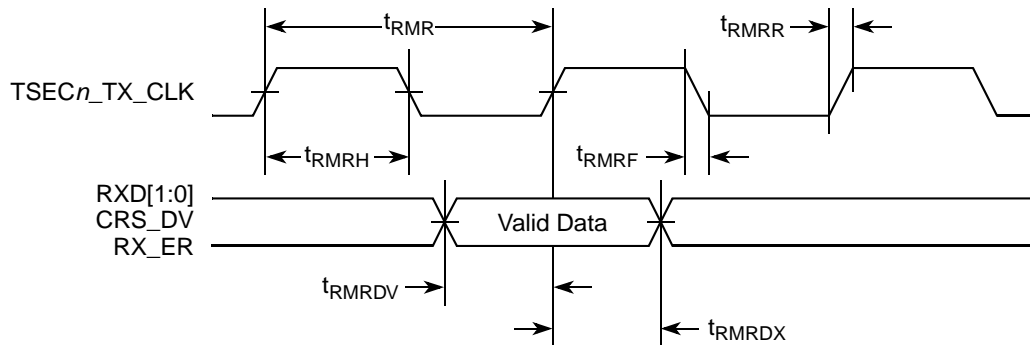 tRMR
tRMRR
TSECn_TX_CLK
tRMRH
tRMRF
RXD[1:0]
CRS_DV
Valid Data
RX_ER
tRMRDV
tRMRDX